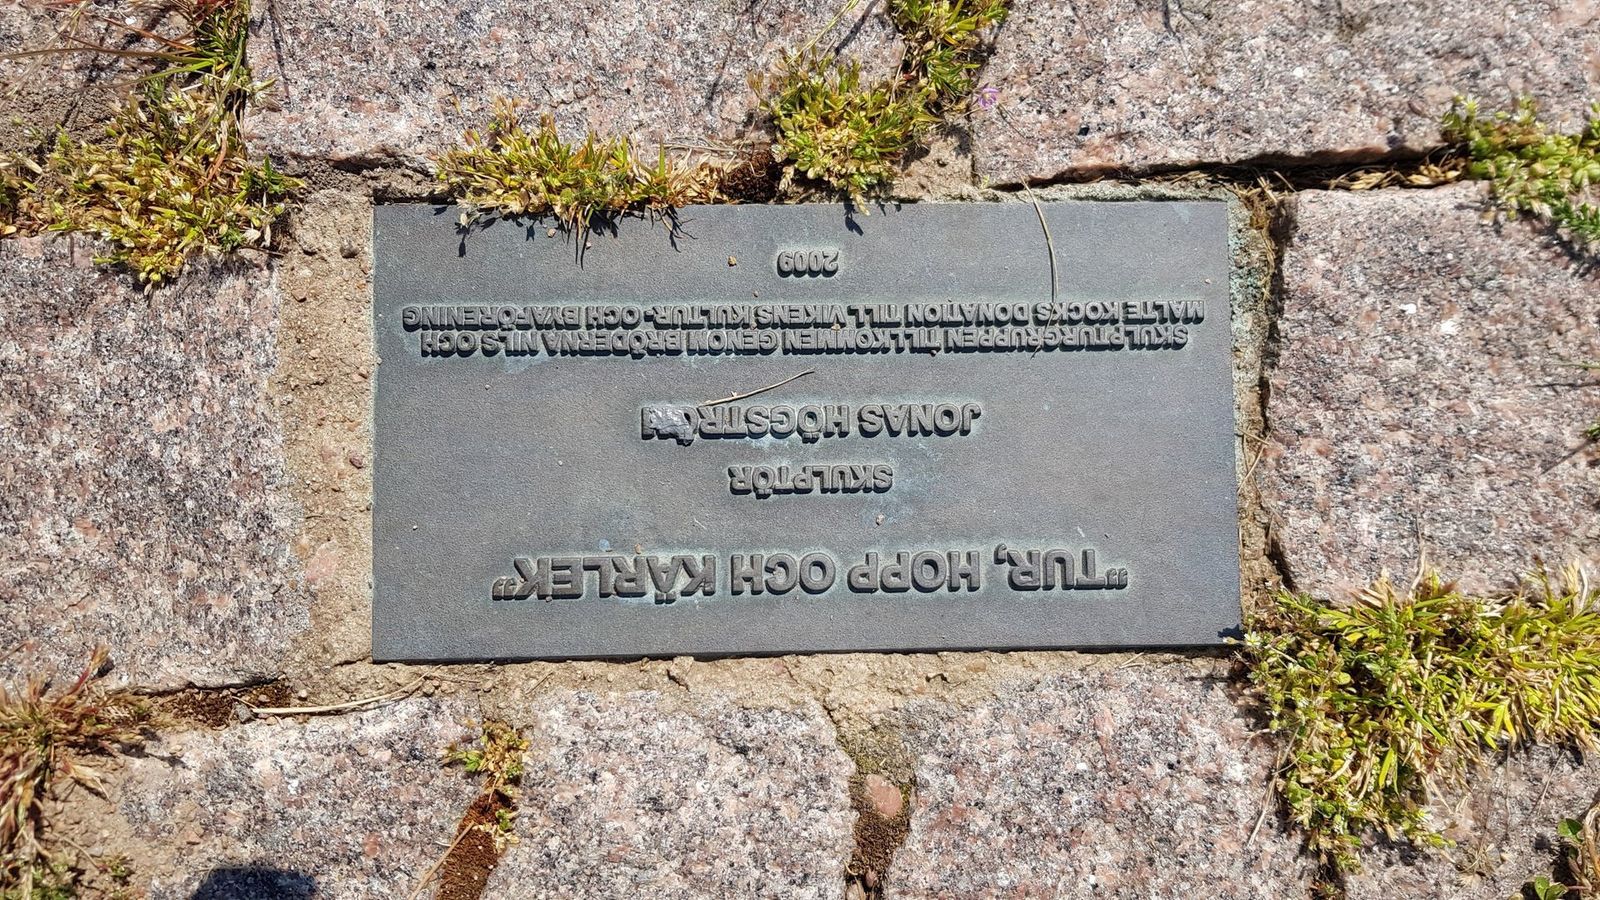 ”TUR, HOPP OCH KÄRLEK”
SKULPTÖR
JONAS HÖGSTRÖM
SKULPTURGRUPPEN TILLKOMMEN GENOM BRÖDERNA NILS OCH
MALTE KOCKS DONATION TILL VIKENS KULTUR- OCH BYAFÖRENING
2009